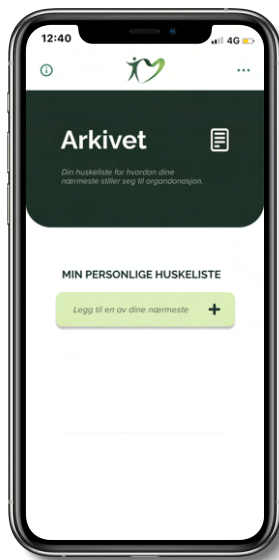 12:40
4G
Arkivet
Din huskeliste for hvordan dine
nærmeste stiller seg til organdonasjon.
MIN PERSONLIGE HUSKELISTE
Legg til en av dine nærmeste